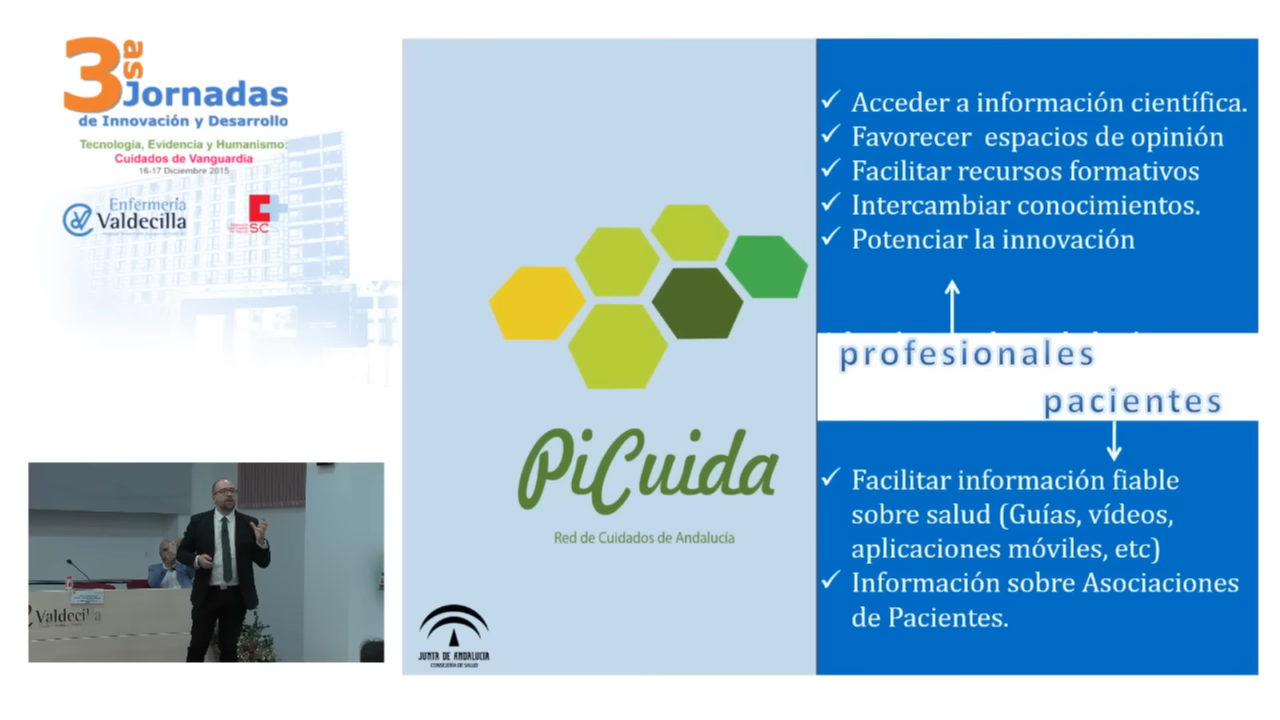 3as Jornadas
de Innovación y Desarrollo
Tecnología, Evidencia y Humanismo:
Cuidados de Vanguardia
16-17 Diciembre 2015
Enfermería
Valdecilla
SC
PiCuida
Red de Cuidados de Andalucía
JUNTA DE ANDALUCIA
CONSEJERIA DE SALUD
✓ Acceder a información científica.
✓ Favorecer espacios de opinión
✓ Facilitar recursos formativos
✓ Intercambiar conocimientos.
✓ Potenciar la innovación
profesionales
pacientes
✓ Facilitar información fiable
sobre salud (Guías, vídeos,
aplicaciones móviles, etc)
✓ Información sobre Asociaciones
de Pacientes.
Valdecilla